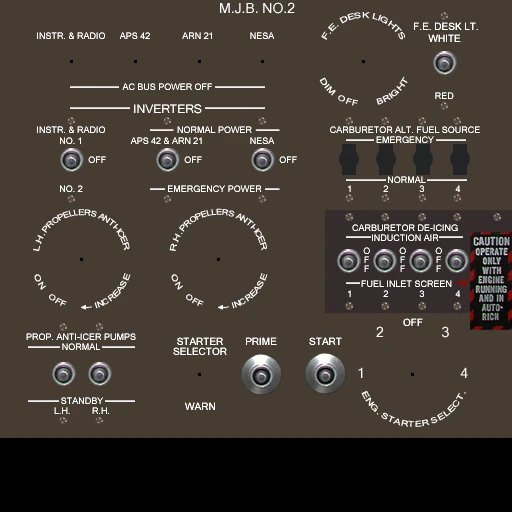 M.J.B. NO.2
F.E. DESK LIGHTS
DIM OFF BRIGHT
F.E. DESK LT.
WHITE
RED
INSTR. & RADIO APS 42 ARN 21 NESA
AC BUS POWER OFF
INVERTERS
INSTR. & RADIO NORMAL POWER
NO. 1 APS 42 & ARN 21 NESA
OFF OFF OFF
NO. 2 EMERGENCY POWER
CARBURETOR ALT. FUEL SOURCE
EMERGENCY
NORMAL
1 2 3 4
L.H. PROPELLERS ANTI-ICER
ON OFF INCREASE
R.H. PROPELLERS ANTI-ICER
ON OFF INCREASE
CARBURETOR DE-ICING
INDUCTION AIR
OFF OFF OFF
FUEL INLET SCREEN
1 2 3 4
CAUTION
OPERATE
ONLY
WITH
ENGINE
RUNNING
AND IN
AUTO-
RICH
PROP. ANTI-ICER PUMPS
NORMAL
STANDBY
L.H. R.H.
STARTER
SELECTOR
WARN
PRIME
START
OFF
1 2 3 4
ENG. STARTER SELECT.